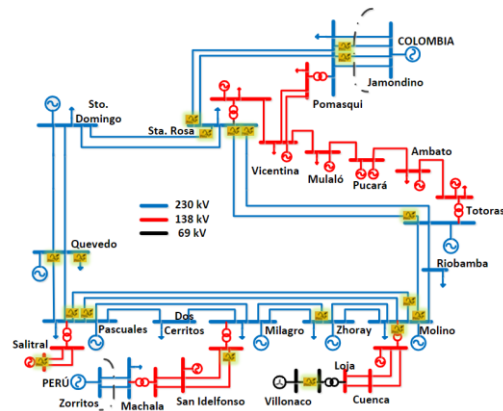 COLOMBIA
Jamondino
Pomasqui
Sto.
Domingo
Sta. Rosa
Vicentina
Mulaló
Pucará
Ambato
Totoras
230 kV
138 kV
69 kV
Quevedo
Riobamba
Pascuales
Dos
Cerritos
Milagro
Zhoray
Molino
Salitral
PERÚ
Zorritos
Machala
San Idelfonso
Villonaco
Loja
Cuenca